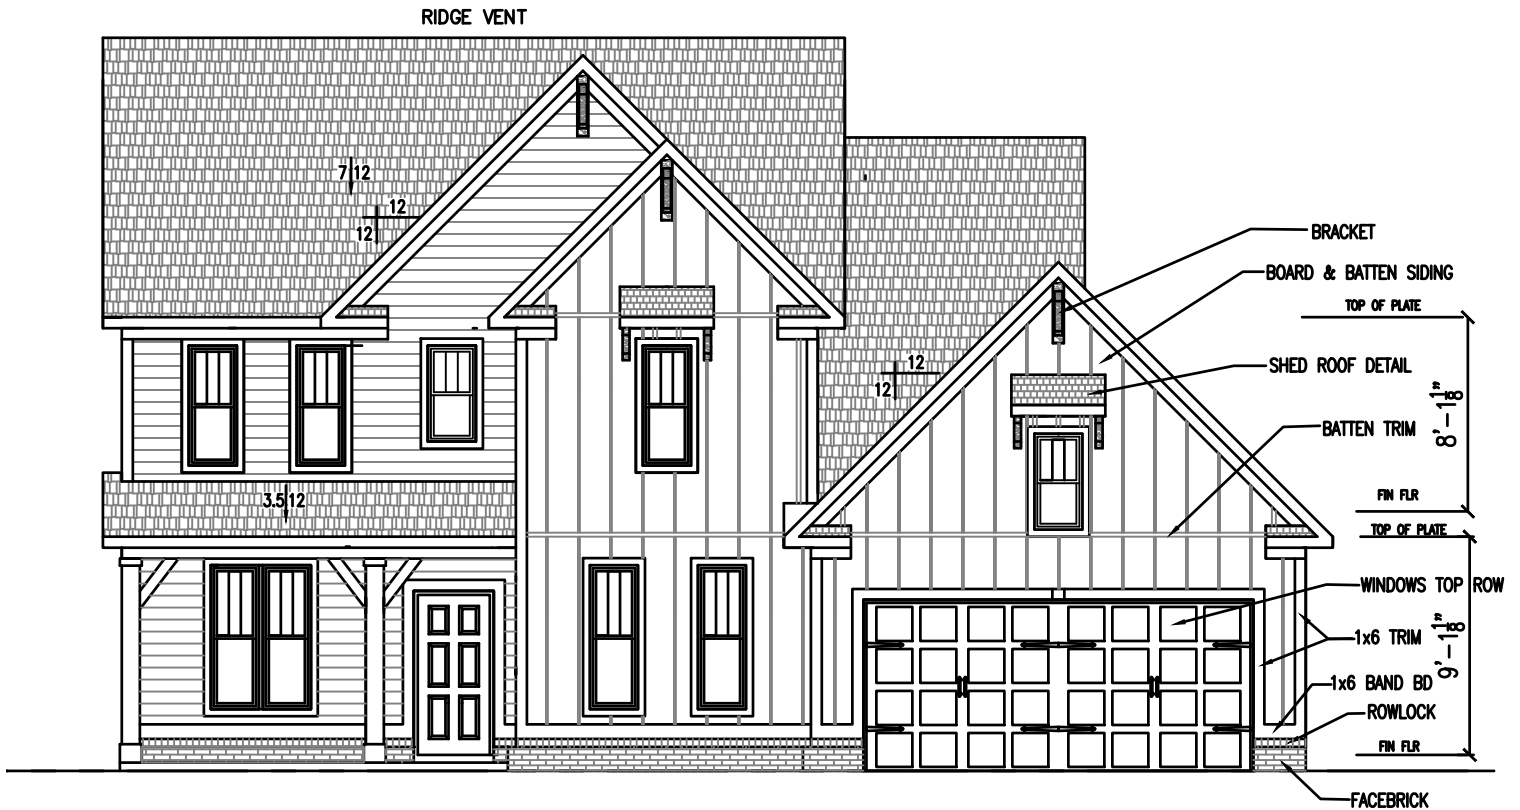 RIDGE VENT
7 12
12
12
BRACKET
BOARD & BATTEN SIDING
TOP OF PLATE
12
12
SHED ROOF DETAIL
8'-1 1/8"
BATTEN TRIM
3.5 12
FIN FLR
TOP OF PLATE
WINDOWS TOP ROW
9'-1 1/8"
1x6 TRIM
1x6 BAND BD
ROWLOCK
FIN FLR
FACEBRICK